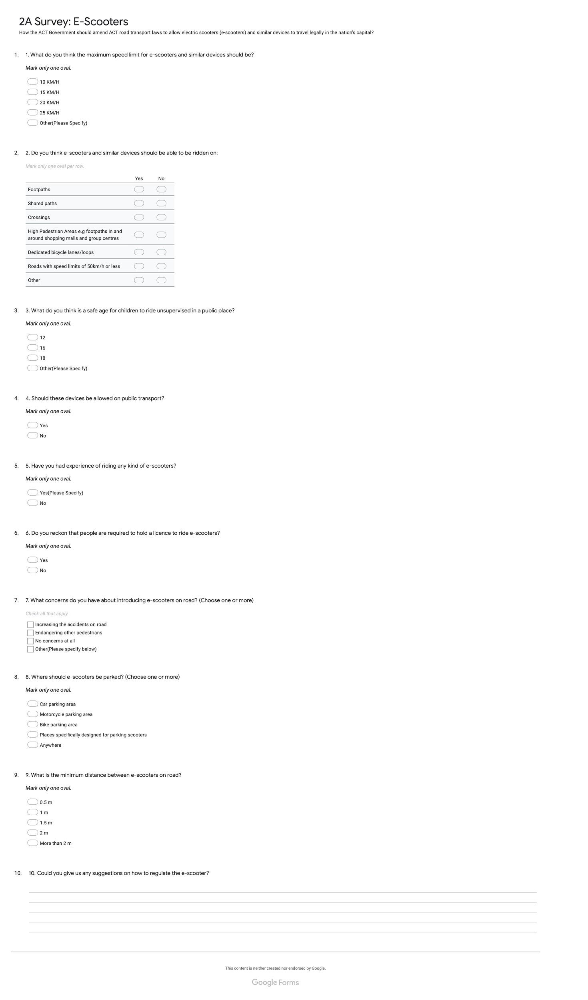 2A Survey: E-Scooters
How the ACT Government should amend ACT road transport laws to allow electric scooters (e-scooters) and similar devices to travel legally in the nation's capital?
1. 1. What do you think the maximum speed limit for e-scooters and similar devices should be?
Mark only one oval.
10 KM/H
15 KM/H
20 KM/H
25 KM/H
Other(Please Specify)
2. 2. Do you think e-scooters and similar devices should be able to be ridden on:
Mark only one oval per row.
Yes No
Footpaths
Shared paths
Crossings
High Pedestrian Areas e.g footpaths in and
around shopping malls and group centres
Dedicated bicycle lanes/loops
Roads with speed limits of 50km/h or less
Other
3. 3. What do you think is a safe age for children to ride unsupervised in a public place?
Mark only one oval.
12
16
18
Other(Please Specify)
4. 4. Should these devices be allowed on public transport?
Mark only one oval.
Yes
No
5. 5. Have you had experience of riding any kind of e-scooters?
Mark only one oval.
Yes(Please Specify)
No
6. 6. Do you reckon that people are required to hold a licence to ride e-scooters?
Mark only one oval.
Yes
No
7. 7. What concerns do you have about introducing e-scooters on road? (Choose one or more)
Check all that apply.
Increasing the accidents on road
Endangering other pedestrians
No concerns at all
Other(Please specify below)
8. 8. Where should e-scooters be parked? (Choose one or more)
Mark only one oval.
Car parking area
Motorcycle parking area
Bike parking area
Places specifically designed for parking scooters
Anywhere
9. 9. What is the minimum distance between e-scooters on road?
Mark only one oval.
0.5 m
1 m
1.5 m
2 m
More than 2 m
10. 10. Could you give us any suggestions on how to regulate the e-scooter?
This content is neither created nor endorsed by Google.
Google Forms